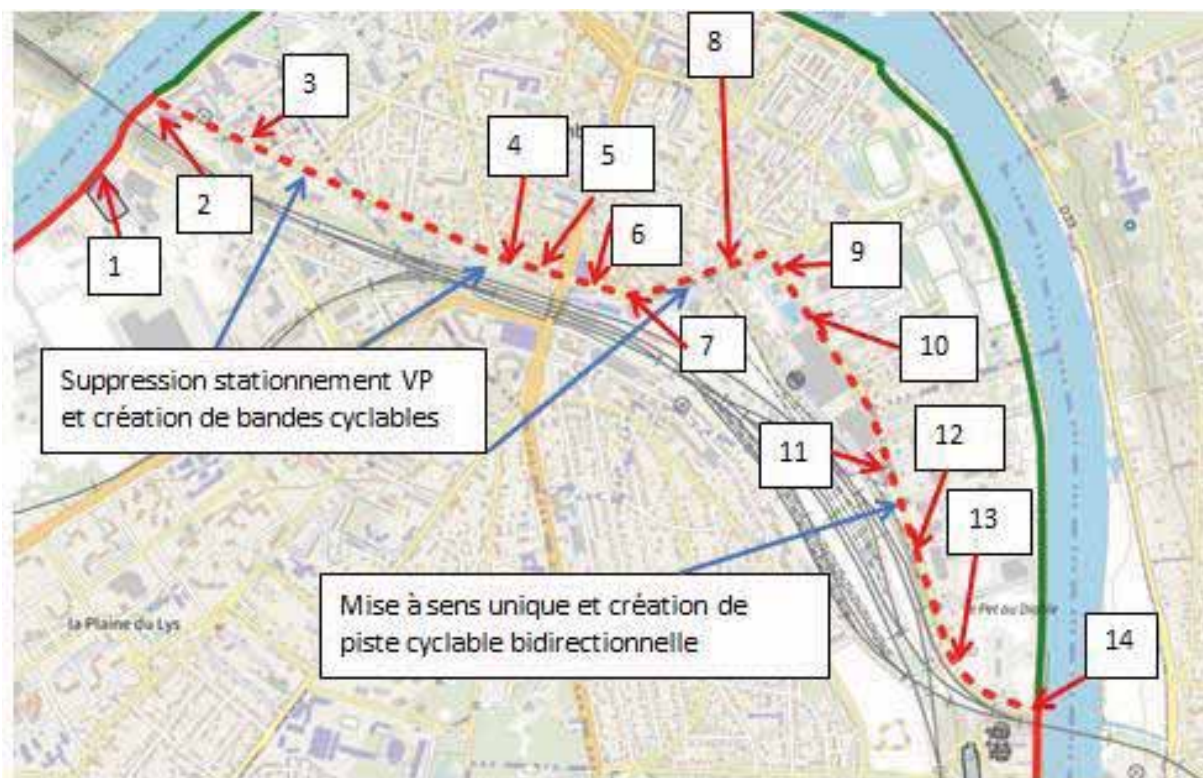 8
3
4
5
2
6
9
1
7
10
Suppression stationnement VP
et création de bandes cyclables
12
11
13
Mise à sens unique et création de
piste cyclable bidirectionnelle
la Plaine du Lys
14